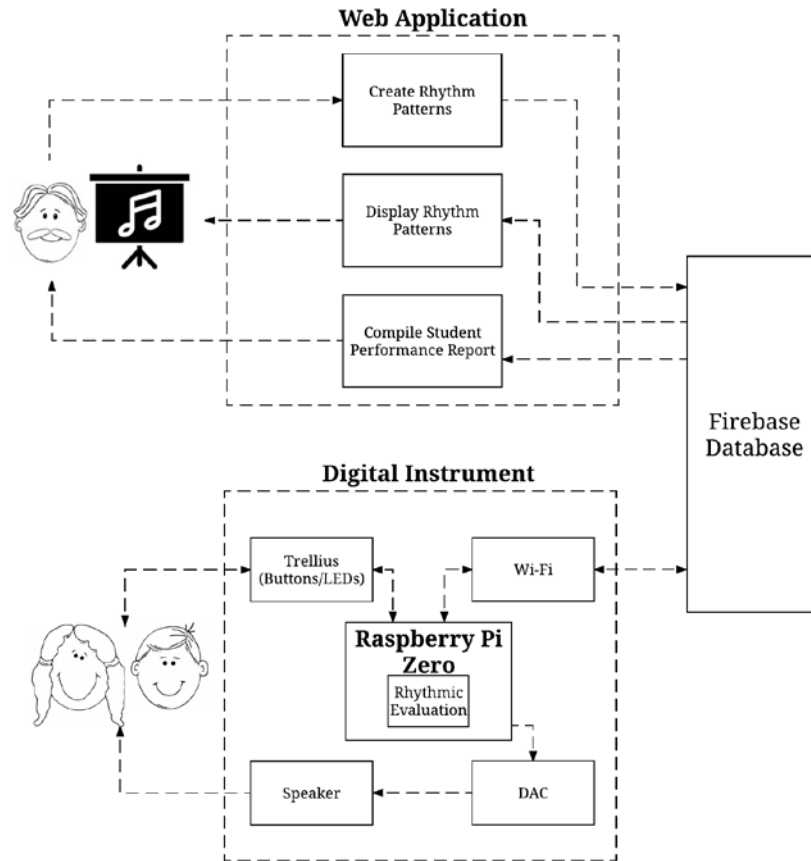 Web Application
Create Rhythm
Patterns
Display Rhythm
Patterns
Compile Student
Performance Report
Firebase
Database
Digital Instrument
Trellius
(Buttons/LEDs)
Wi-Fi
Raspberry Pi
Zero
Rhythmic
Evaluation
Speaker
DAC